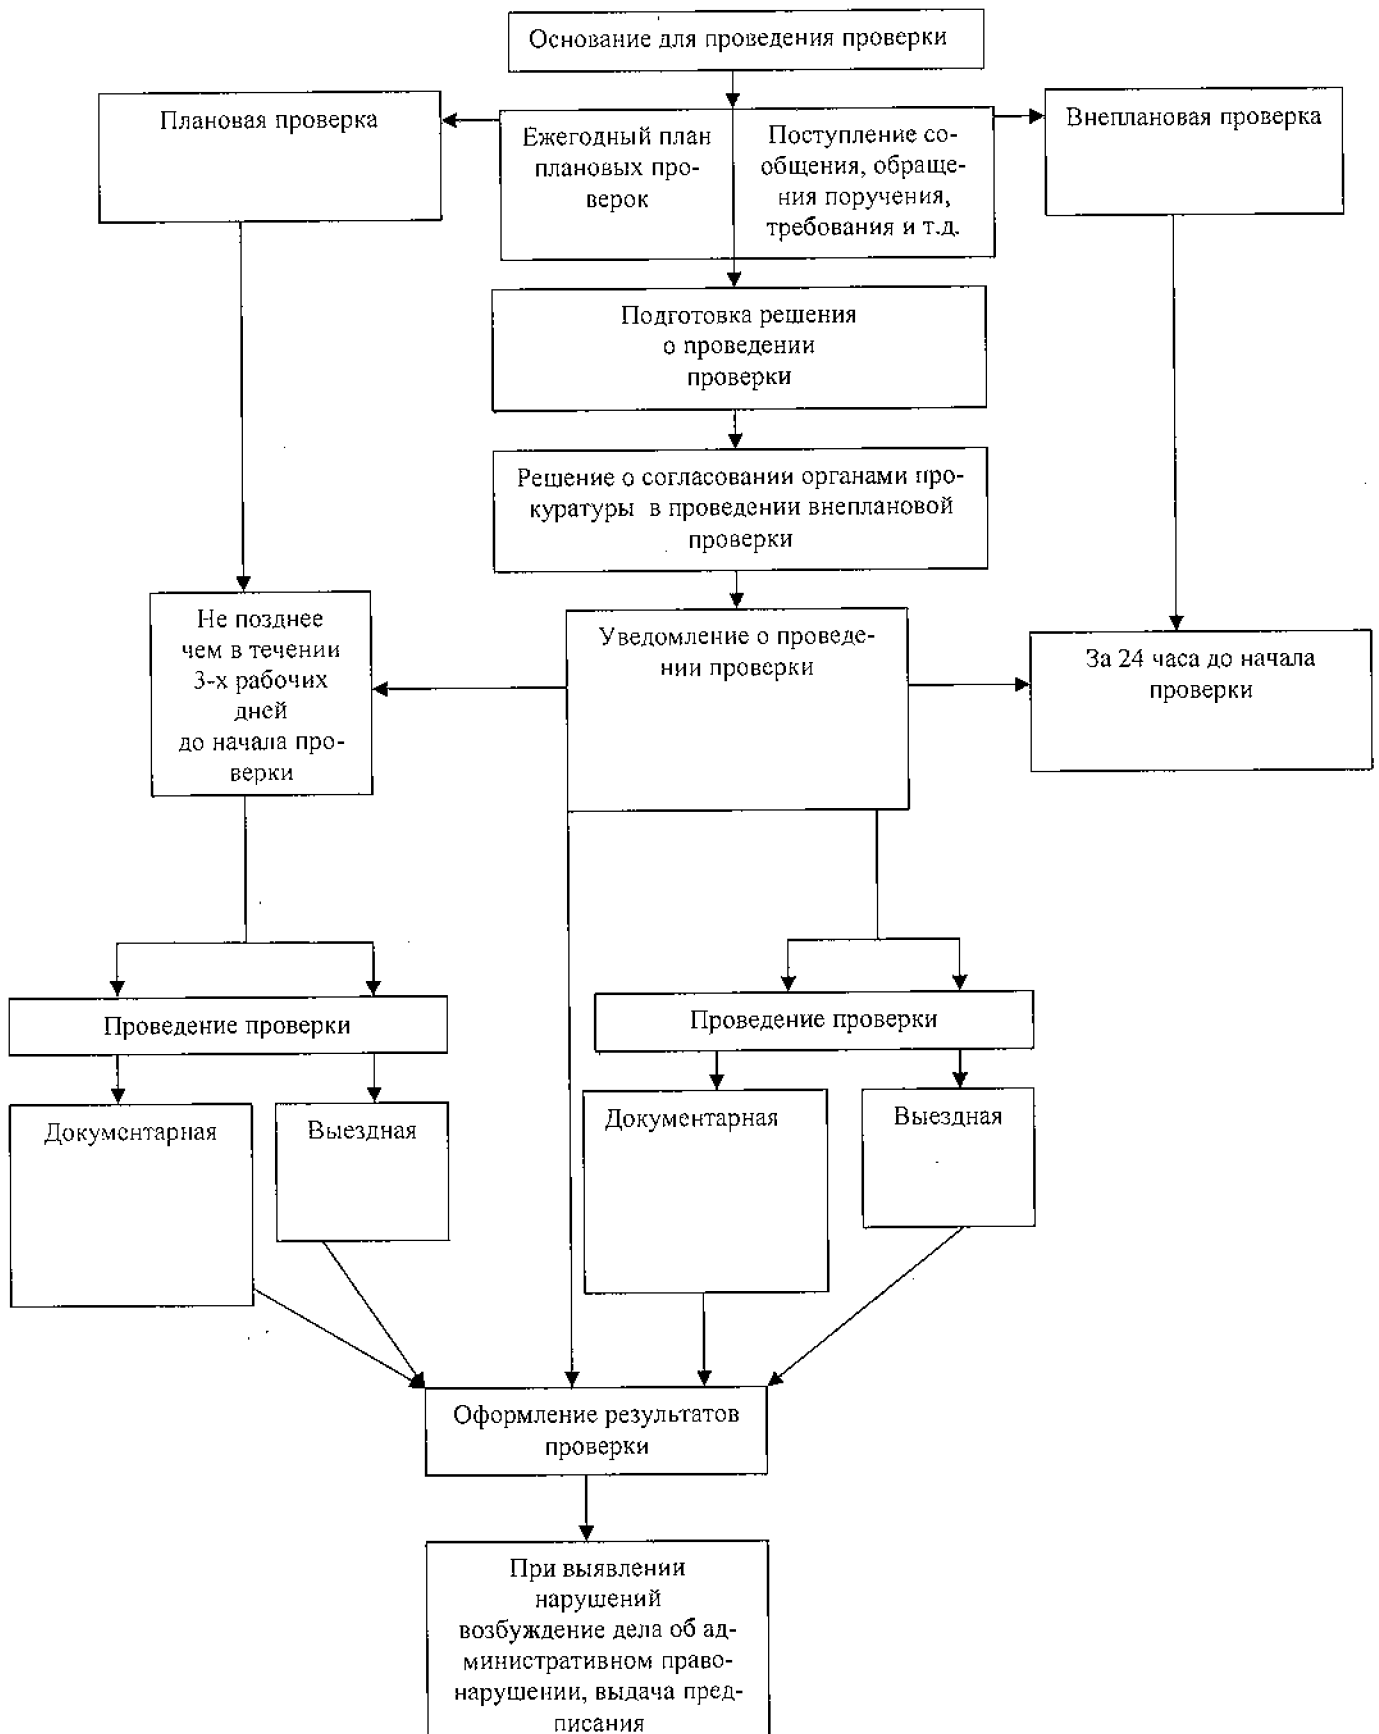 Основание для проведения проверки
Плановая проверка
Ежегодный план
плановых про-
верок
Поступление со-
общения, обраще-
ния поручения,
требования и т.д.
Внеплановая проверка
Подготовка решения
о проведении
проверки
Решение о согласовании органами про-
куратуры в проведении внеплановой
проверки
Не позднее
чем в течении
3-х рабочих
дней
до начала про-
верки
Уведомление о проведе-
нии проверки
За 24 часа до начала
проверки
Проведение проверки
Проведение проверки
Документарная
Выездная
Документарная
Выездная
Оформление результатов
проверки
При выявлении
нарушений
возбуждение дела об ад-
министративном право-
нарушении, выдача пред-
писания